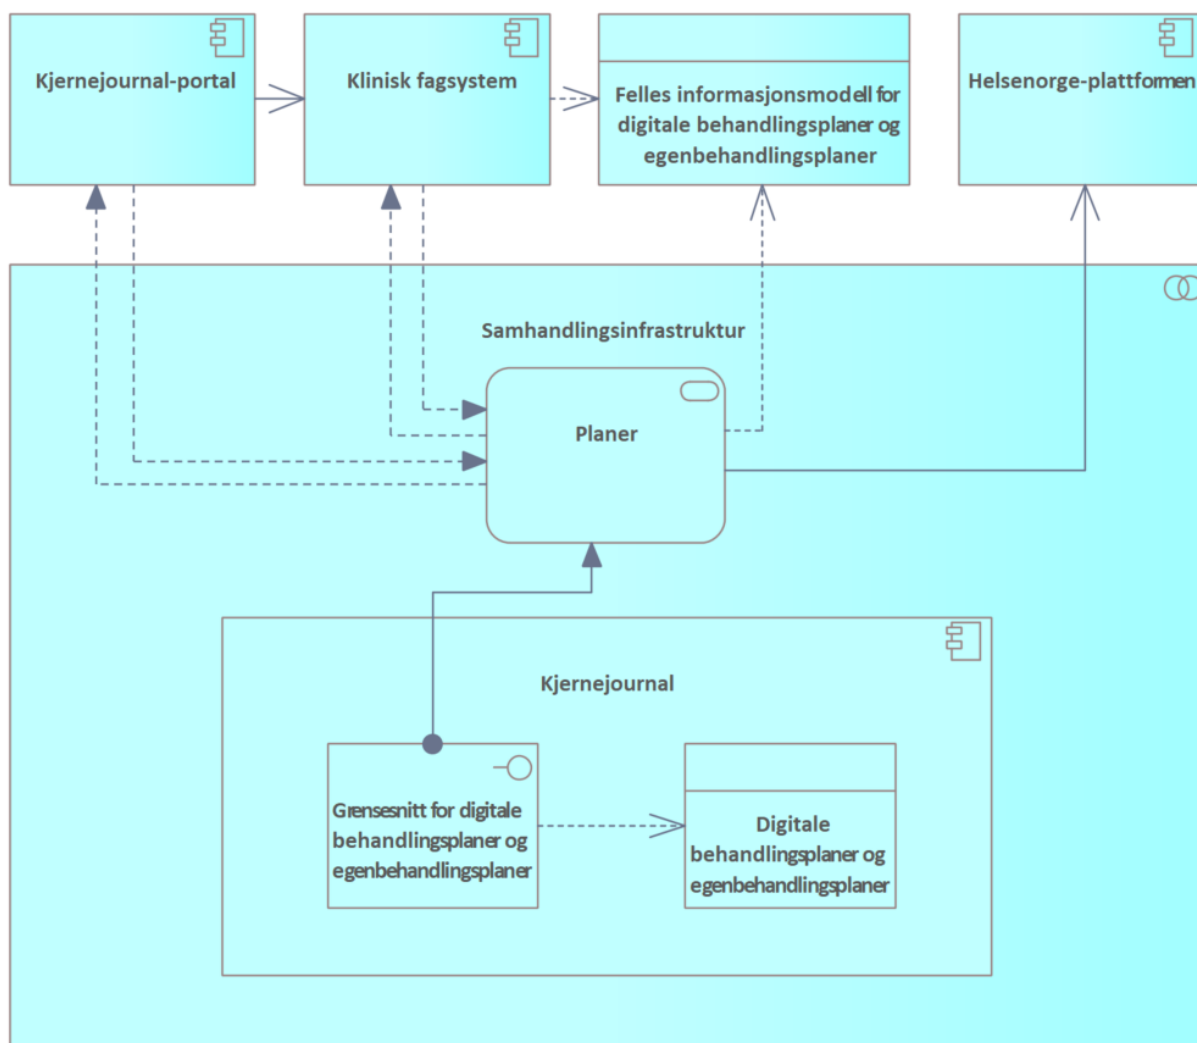 Kjernejournal-portal
Klinisk fagsystem
Felles informasjonsmodell for
digitale behandlingsplaner og
egenbehandlingsplaner
Helsenorge-plattformen
Samhandlingsinfrastruktur
Planer
Kjernejournal
Grensesnitt for digitale
behandlingsplaner og
egenbehandlingsplaner
Digitale
behandlingsplaner og
egenbehandlingsplaner